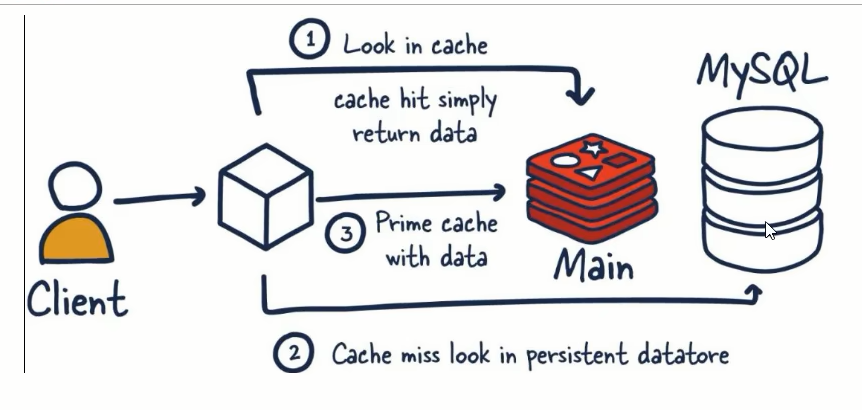 1 Look in cache
cache hit simply
return data
MySQL
3 Prime cache
with data
Main
Client
2 Cache miss look in persistent datatore